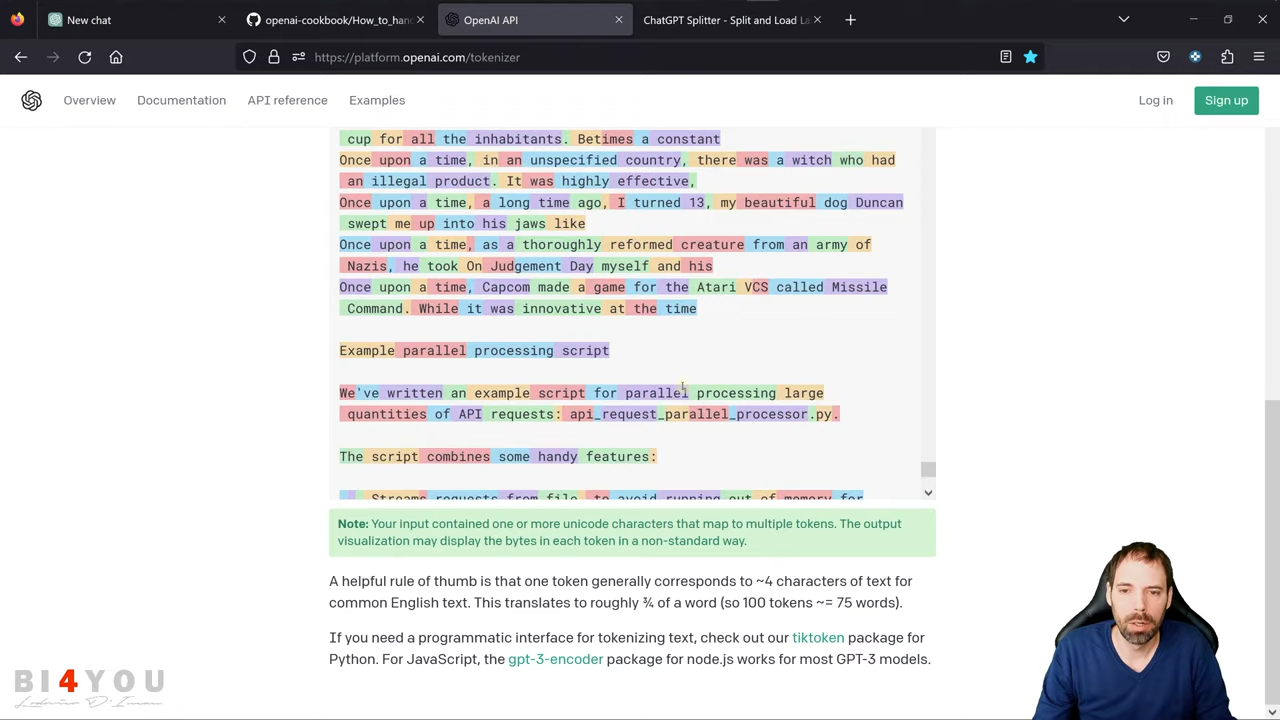 New chat
openai-cookbook/How_to_han
OpenAI API
ChatGPT Splitter - Split and Load La
https://platform.openai.com/tokenizer
Overview Documentation API reference Examples Log in Sign up
cup for all the inhabitants. Betimes a constant
Once upon a time, in an unspecified country, there was a witch who had
an illegal product. It was highly effective,
Once upon a time, a long time ago, I turned 13, my beautiful dog Duncan
swept me up into his jaws like
Once upon a time, as a thoroughly reformed creature from an army of
Nazis, he took On Judgement Day myself and his
Once upon a time, Capcom made a game for the Atari VCS called Missile
Command. While it was innovative at the time
Example parallel processing script
We've written an example script for parallel processing large
quantities of API requests: api_request_parallel_processor.py.
The script combines some handy features:
Streams requests from file, to avoid running out of memory for
Note: Your input contained one or more unicode characters that map to multiple tokens. The output
visualization may display the bytes in each token in a non-standard way.
A helpful rule of thumb is that one token generally corresponds to ~4 characters of text for
common English text. This translates to roughly ¾ of a word (so 100 tokens ~= 75 words).
If you need a programmatic interface for tokenizing text, check out our tiktoken package for
Python. For JavaScript, the gpt-3-encoder package for node.js works for most GPT-3 models.
BI4YOU